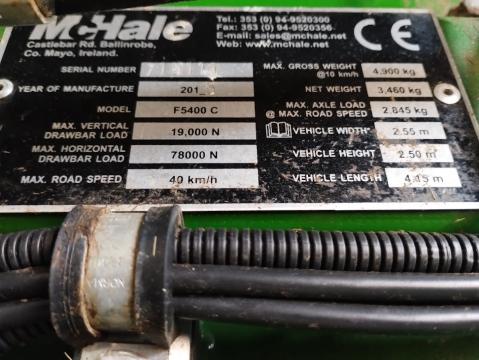 McHale
Castlebar Rd. Ballinrobe,
Co. Mayo, Ireland.
Tel.: 353 (0) 94-9520300
Fax: 353 (0) 94-9520356
E-mail: sales@mchale.net
Web: www.mchale.net
CE
SERIAL NUMBER
YEAR OF MANUFACTURE 201
MODEL F5400 C
MAX. VERTICAL
DRAWBAR LOAD 19,000 N
MAX. HORIZONTAL
DRAWBAR LOAD 78000 N
MAX. ROAD SPEED 40 km/h
MAX. GROSS WEIGHT
@10 km/h 4,900 kg
NET WEIGHT 3,460 kg
MAX. AXLE LOAD
@ MAX. ROAD SPEED 2,845 kg
VEHICLE WIDTH* 2.55 m
VEHICLE HEIGHT 2.50 m
VEHICLE LENGTH 4.45 m